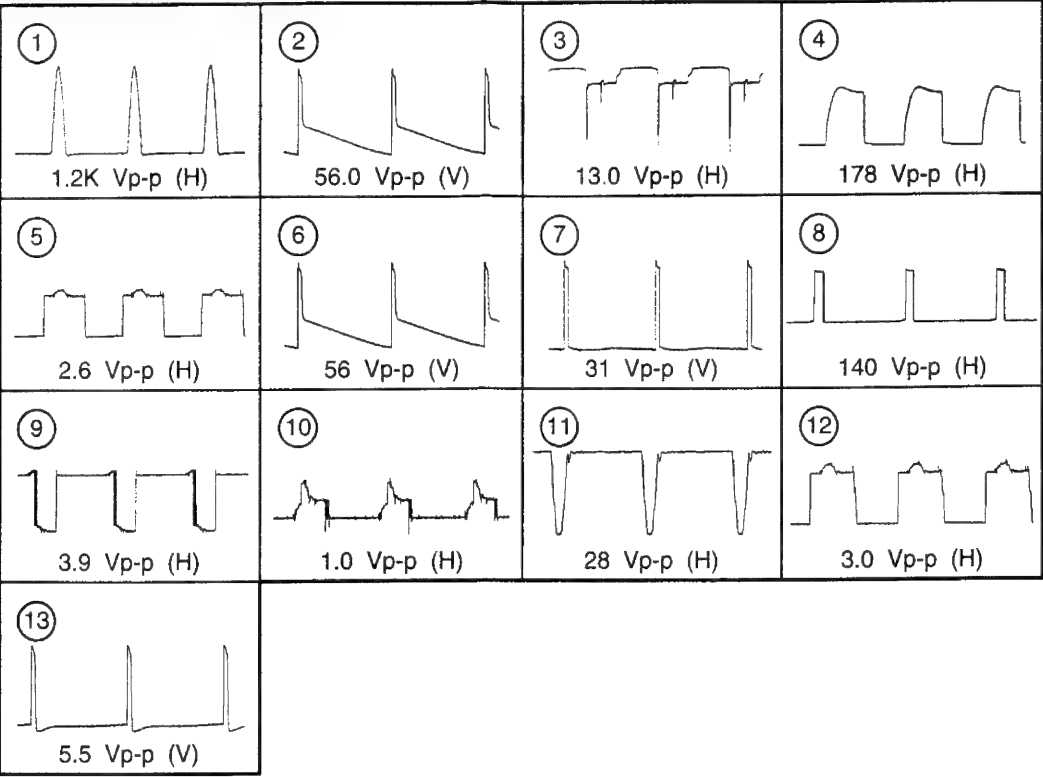 1
1.2K Vp-p (H)
2
56.0 Vp-p (V)
3
13.0 Vp-p (H)
4
178 Vp-p (H)
5
2.6 Vp-p (H)
6
56 Vp-p (V)
7
31 Vp-p (V)
8
140 Vp-p (H)
9
3.9 Vp-p (H)
10
1.0 Vp-p (H)
11
28 Vp-p (H)
12
3.0 Vp-p (H)
13
5.5 Vp-p (V)